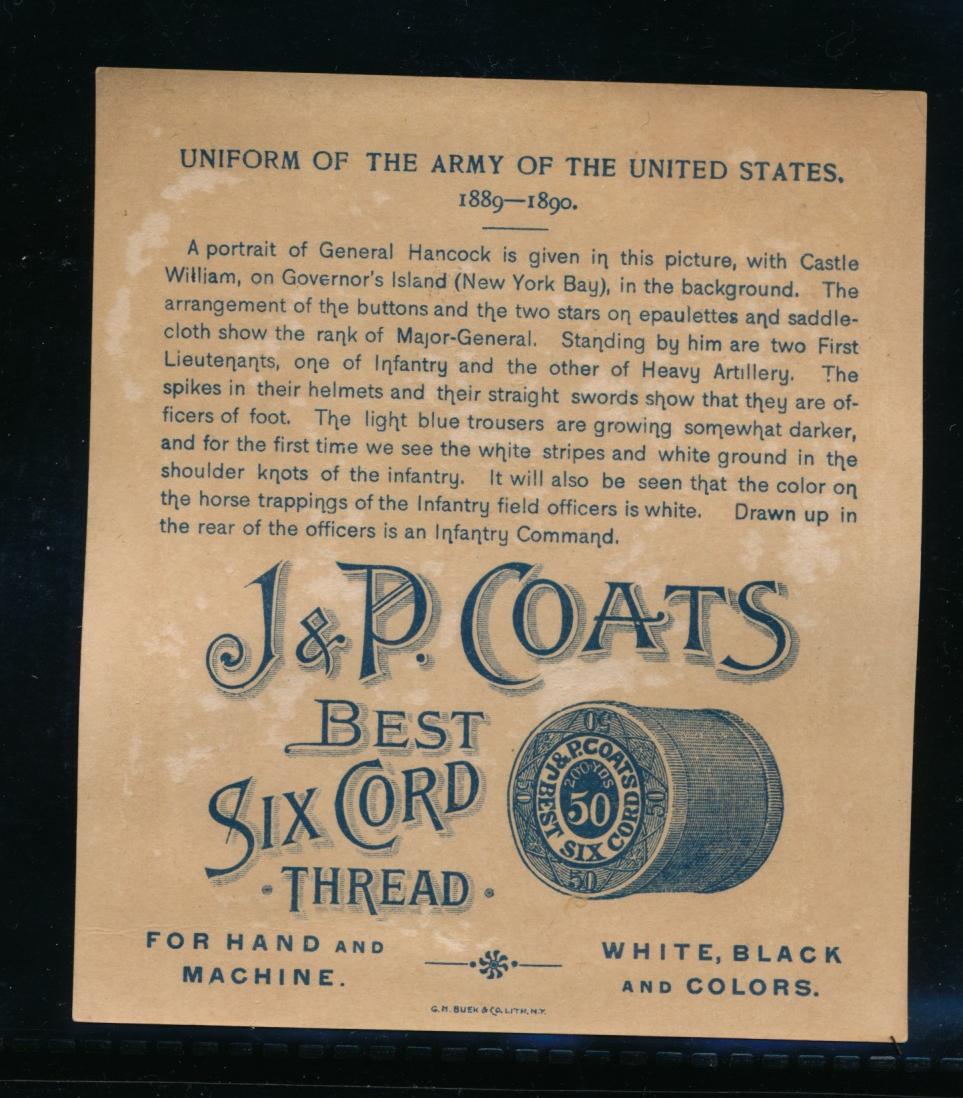 UNIFORM OF THE ARMY OF THE UNITED STATES.
1889—1890.
A portrait of General Hancock is given in this picture, with Castle
William, on Governor's Island (New York Bay), in the background. The
arrangement of the buttons and the two stars on epaulettes and saddle-
cloth show the rank of Major-General. Standing by him are two First
Lieutenants, one of Infantry and the other of Heavy Artillery. The
spikes in their helmets and their straight swords show that they are of-
ficers of foot. The light blue trousers are growing somewhat darker,
and for the first time we see the white stripes and white ground in the
shoulder knots of the infantry. It will also be seen that the color on
the horse trappings of the Infantry field officers is white. Drawn up in
the rear of the officers is an Infantry Command.
J & P. COATS
BEST
SIX CORD
THREAD
50
50
50
50
J & P. COATS
BEST SIX CORD
200 YDS
50
FOR HAND AND
MACHINE.
WHITE, BLACK
AND COLORS.
G. H. BUEK & CO. LITH, N.Y.